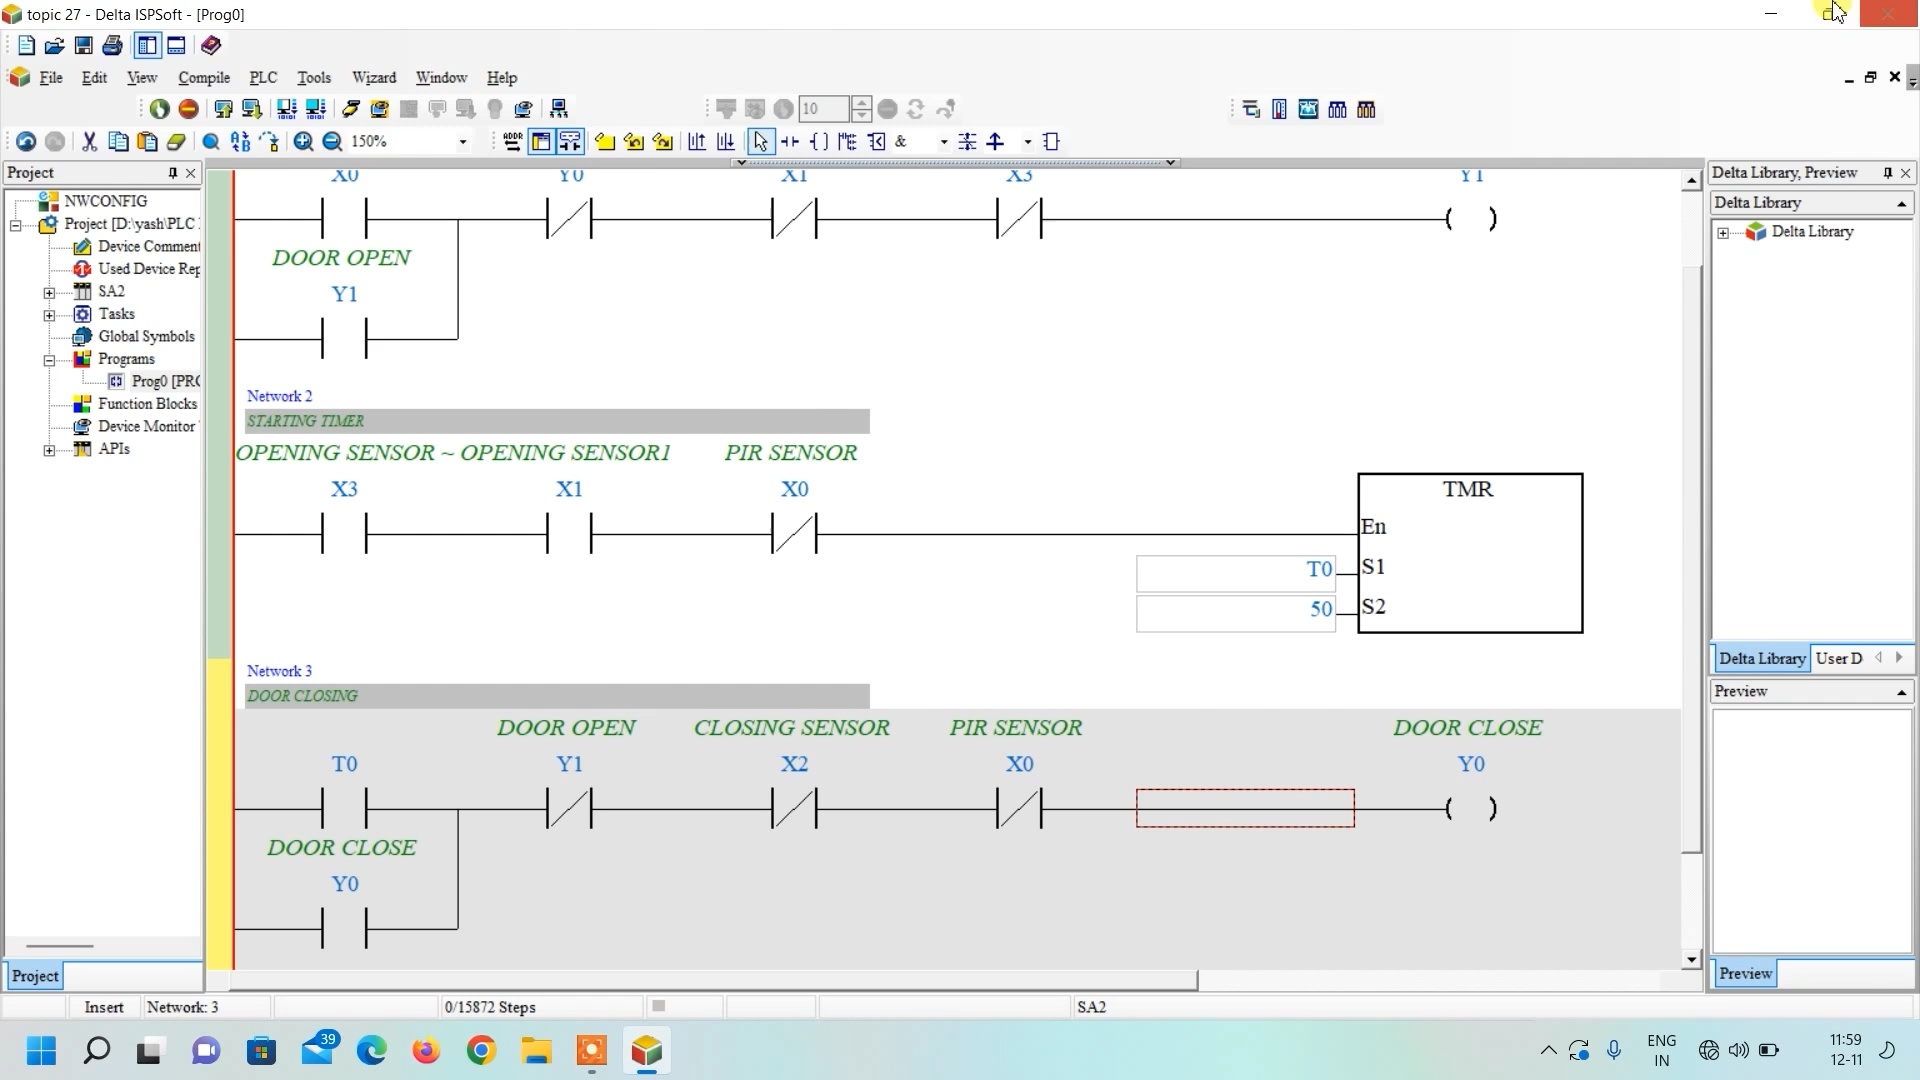 topic 27 - Delta ISPSoft - [Prog0]
File Edit View Compile PLC Tools Wizard Window Help
10
150%
ADDR
&
Project
NWCONFIG
Project [D:\yash\PLC
Device Comment
Used Device Rep
SA2
Tasks
Global Symbols
Programs
Prog0 [PRO
Function Blocks
Device Monitor
APIs
Project
X0 Y0 X1 X3 Y1
DOOR OPEN
Y1
Network 2
STARTING TIMER
OPENING SENSOR ~ OPENING SENSOR1 PIR SENSOR
X3 X1 X0
TMR
En
T0 S1
50 S2
Network 3
DOOR CLOSING
DOOR OPEN CLOSING SENSOR PIR SENSOR DOOR CLOSE
T0 Y1 X2 X0 Y0
DOOR CLOSE
Y0
Delta Library, Preview
Delta Library
Delta Library
Delta Library User D
Preview
Preview
Insert Network: 3 0/15872 Steps SA2
39
ENG
IN
11:59
12-11